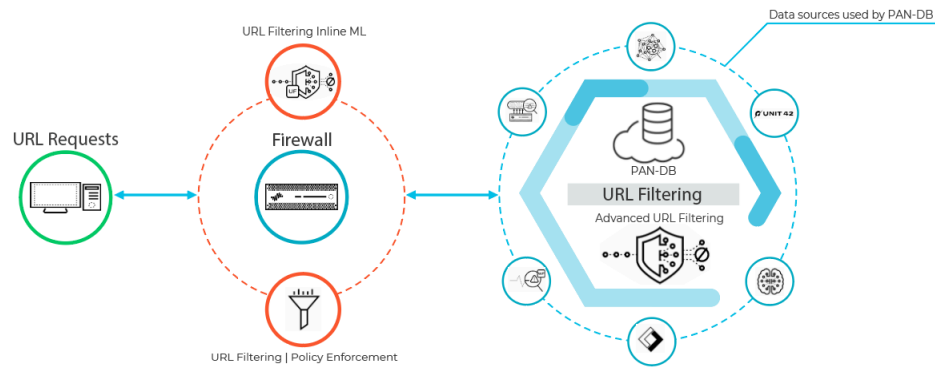 Data sources used by PAN-DB
URL Filtering Inline ML
UF
URL Requests
Firewall
UNIT 42
PAN-DB
URL Filtering
Advanced URL Filtering
URL Filtering | Policy Enforcement